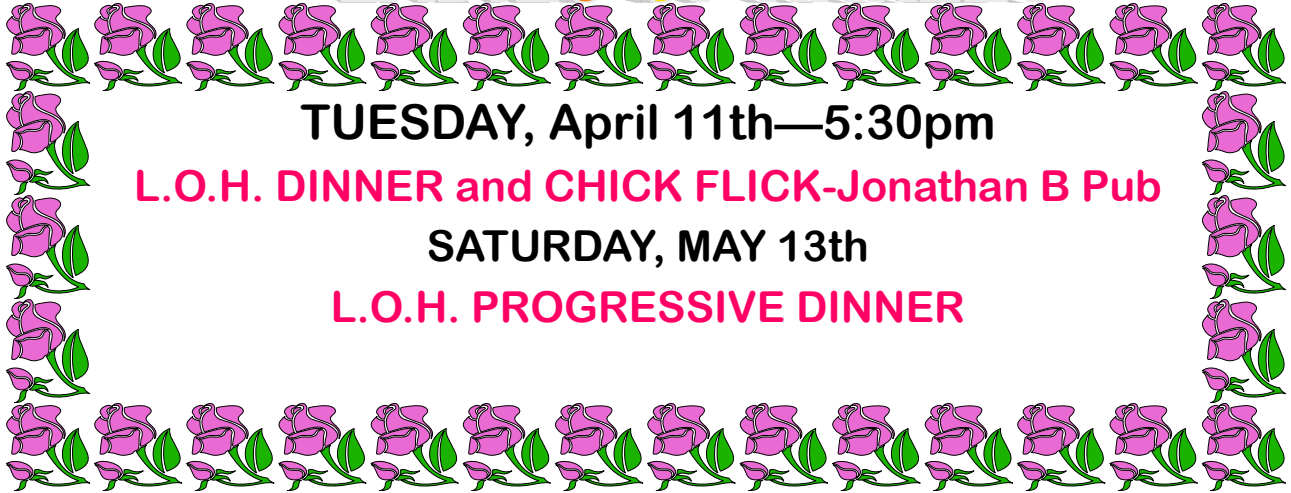 TUESDAY, April 11th—5:30pm
L.O.H. DINNER and CHICK FLICK-Jonathan B Pub
SATURDAY, MAY 13th
L.O.H. PROGRESSIVE DINNER